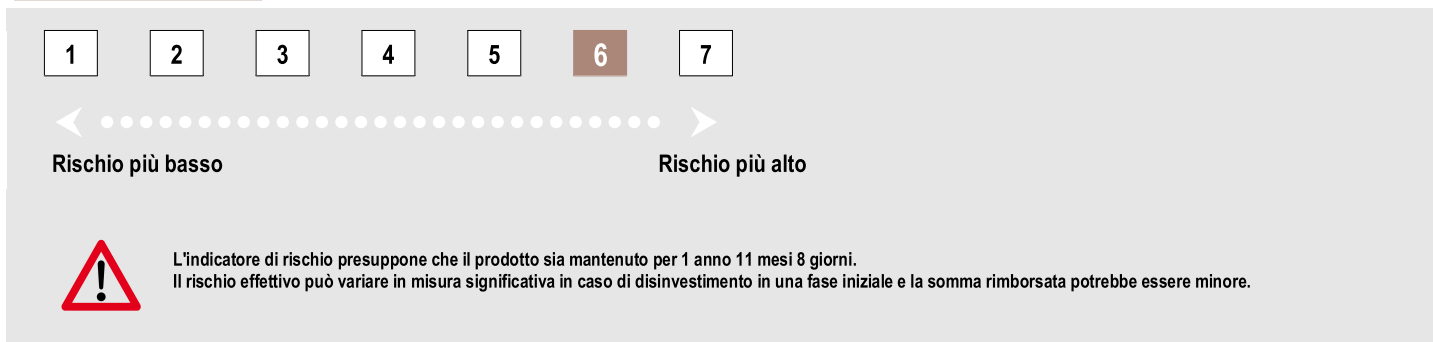 1 2 3 4 5 6 7
Rischio più basso Rischio più alto
L'indicatore di rischio presuppone che il prodotto sia mantenuto per 1 anno 11 mesi 8 giorni.
Il rischio effettivo può variare in misura significativa in caso di disinvestimento in una fase iniziale e la somma rimborsata potrebbe essere minore.